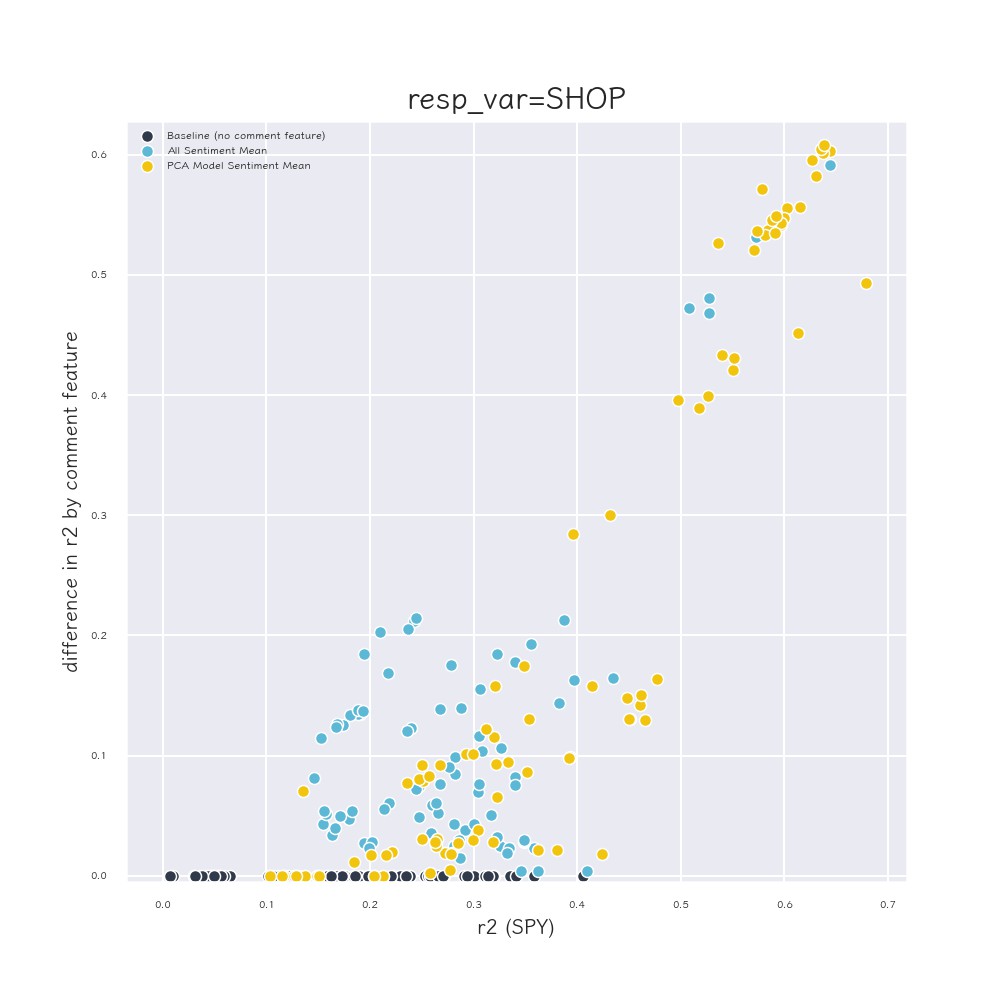 resp_var=SHOP
Baseline (no comment feature)
All Sentiment Mean
PCA Model Sentiment Mean
difference in r2 by comment feature
0.6
0.5
0.4
0.3
0.2
0.1
0.0
0.0 0.1 0.2 0.3 0.4 0.5 0.6 0.7
r2 (SPY)